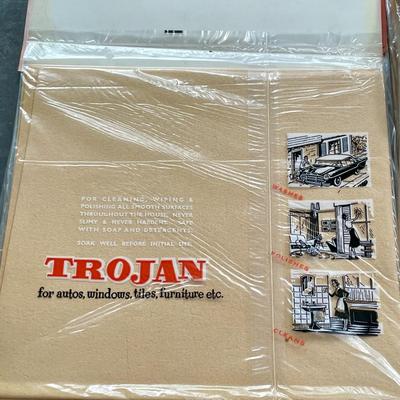 FOR CLEANING, WIPING &
POLISHING ALL SMOOTH SURFACES
THROUGHOUT THE HOUSE, NEVER
SLIMY & NEVER HARDENS. SAFE
WITH SOAP AND DETERGENTS.
SOAK WELL BEFORE INITIAL USE.
TROJAN
for autos, windows, tiles, furniture etc.
WASHES
POLISHES
CLEANS